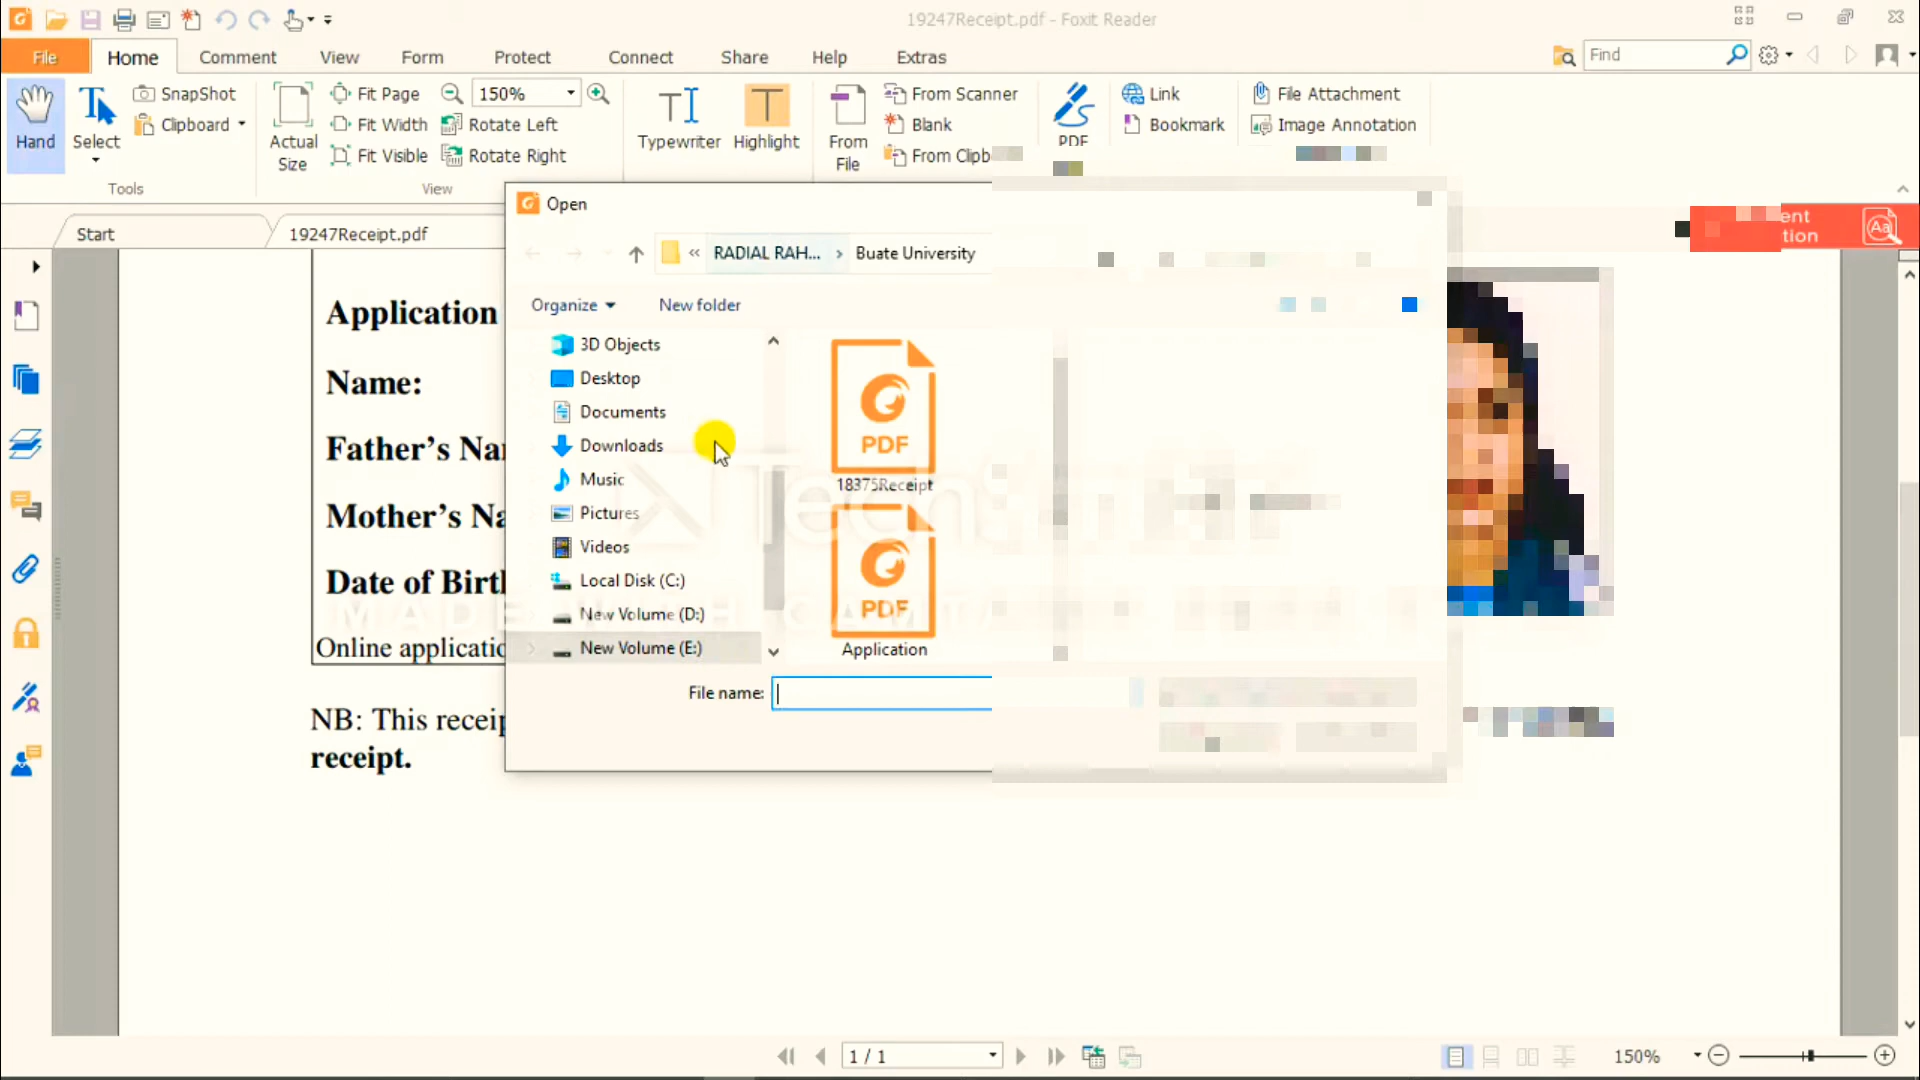 19247Receipt.pdf - Foxit Reader
File Home Comment View Form Protect Connect Share Help Extras
Find
Hand
Select
SnapShot
Clipboard
Tools
Actual
Size
Fit Page
Fit Width
Fit Visible
150%
Rotate Left
Rotate Right
View
Typewriter
Highlight
From
File
From Scanner
Blank
From Clipb
PDF
Link
Bookmark
File Attachment
Image Annotation
ent
tion
Start
19247Receipt.pdf
Open
« RADIAL RAH... › Buate University
Organize
New folder
3D Objects
Desktop
Documents
Downloads
Music
Pictures
Videos
Local Disk (C:)
New Volume (D:)
New Volume (E:)
PDF
18375Receipt
PDF
Application
File name:
Application
Name:
Father’s Na
Mother’s Na
Date of Birth
Online applicatio
NB: This receip
receipt.
1 / 1
150%